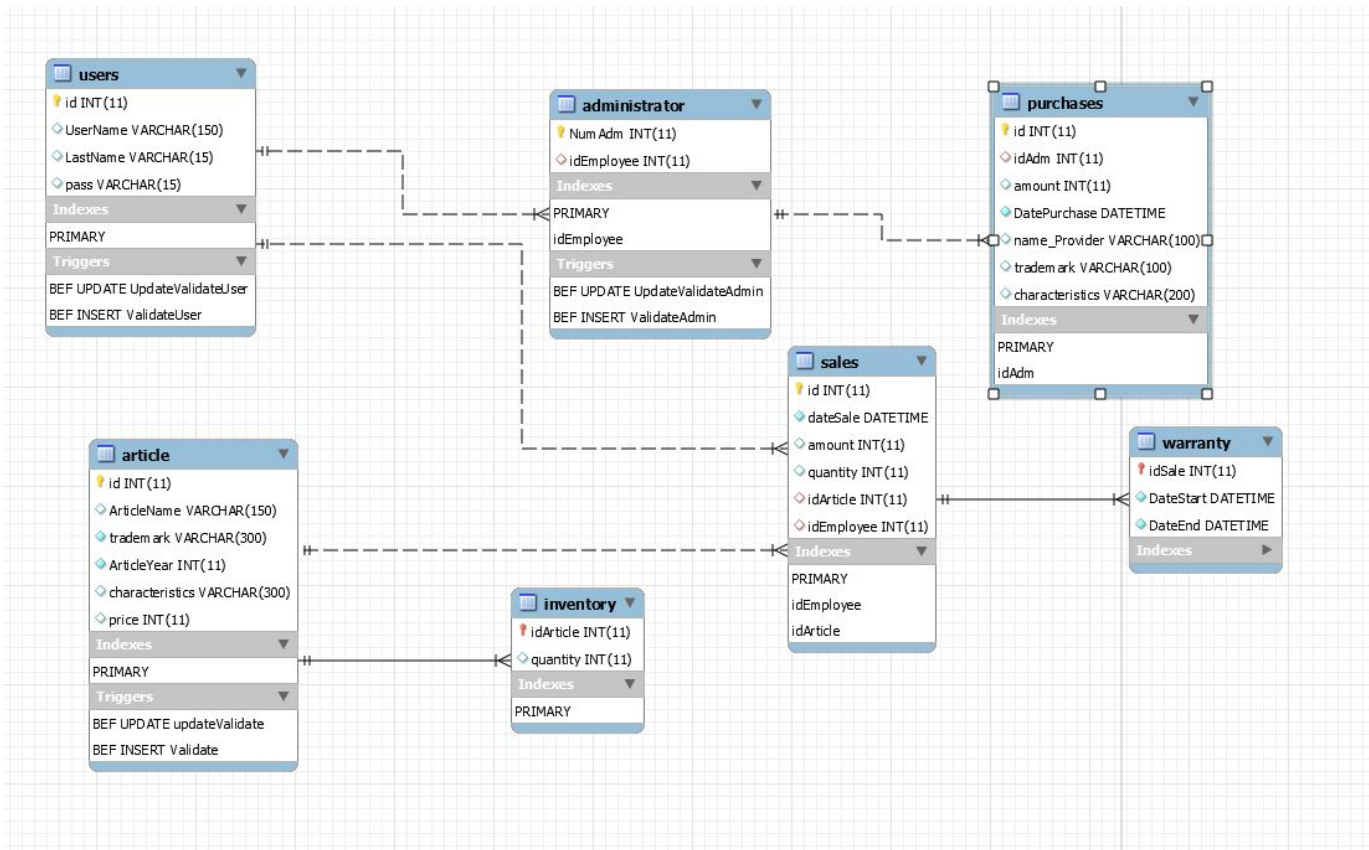 users
id INT(11)
UserName VARCHAR(150)
LastName VARCHAR(15)
pass VARCHAR(15)
Indexes
PRIMARY
Triggers
BEF UPDATE UpdateValidateUser
BEF INSERT ValidateUser
administrator
NumAdm INT(11)
idEmployee INT(11)
Indexes
PRIMARY
idEmployee
Triggers
BEF UPDATE UpdateValidateAdmin
BEF INSERT ValidateAdmin
purchases
id INT(11)
idAdm INT(11)
amount INT(11)
DatePurchase DATETIME
name_Provider VARCHAR(100)
trademark VARCHAR(100)
characteristics VARCHAR(200)
Indexes
PRIMARY
idAdm
sales
id INT(11)
dateSale DATETIME
amount INT(11)
quantity INT(11)
idArticle INT(11)
idEmployee INT(11)
Indexes
PRIMARY
idEmployee
idArticle
warranty
idSale INT(11)
DateStart DATETIME
DateEnd DATETIME
Indexes
article
id INT(11)
ArticleName VARCHAR(150)
trademark VARCHAR(300)
ArticleYear INT(11)
characteristics VARCHAR(300)
price INT(11)
Indexes
PRIMARY
Triggers
BEF UPDATE updateValidate
BEF INSERT Validate
inventory
idArticle INT(11)
quantity INT(11)
Indexes
PRIMARY